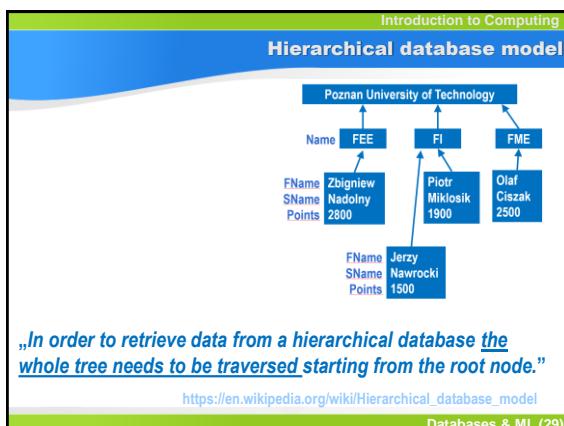 Introduction to Computing
Hierarchical database model
Poznan University of Technology
Name FEE FI FME
FName Zbigniew Piotr Olaf
SName Nadolny Miklosik Ciszak
Points 2800 1900 2500
FName Jerzy
SName Nawrocki
Points 1500
„In order to retrieve data from a hierarchical database the
whole tree needs to be traversed starting from the root node.”
https://en.wikipedia.org/wiki/Hierarchical_database_model
Databases & ML (29)